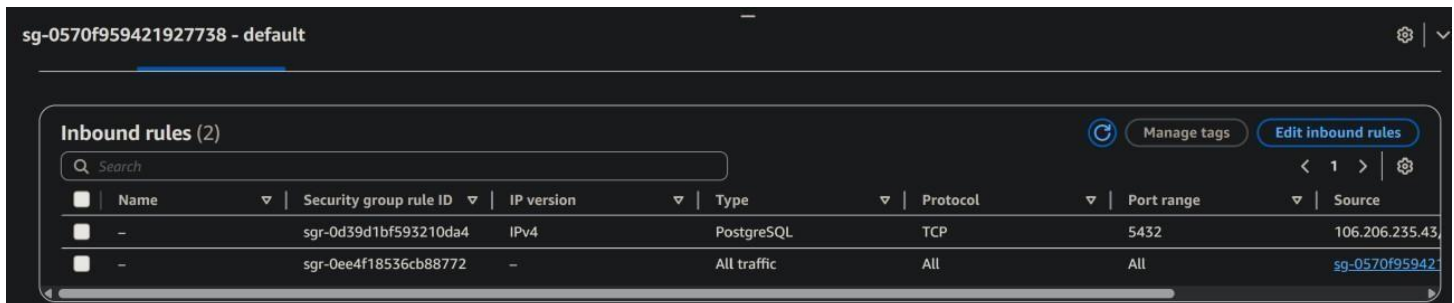 sg-0570f959421927738 - default
Inbound rules (2)
Manage tags
Edit inbound rules
Search
1
Name Security group rule ID IP version Type Protocol Port range Source
– sgr-0d39d1bf593210da4 IPv4 PostgreSQL TCP 5432 106.206.235.43/
– sgr-0ee4f18536cb88772 – All traffic All All sg-0570f959421